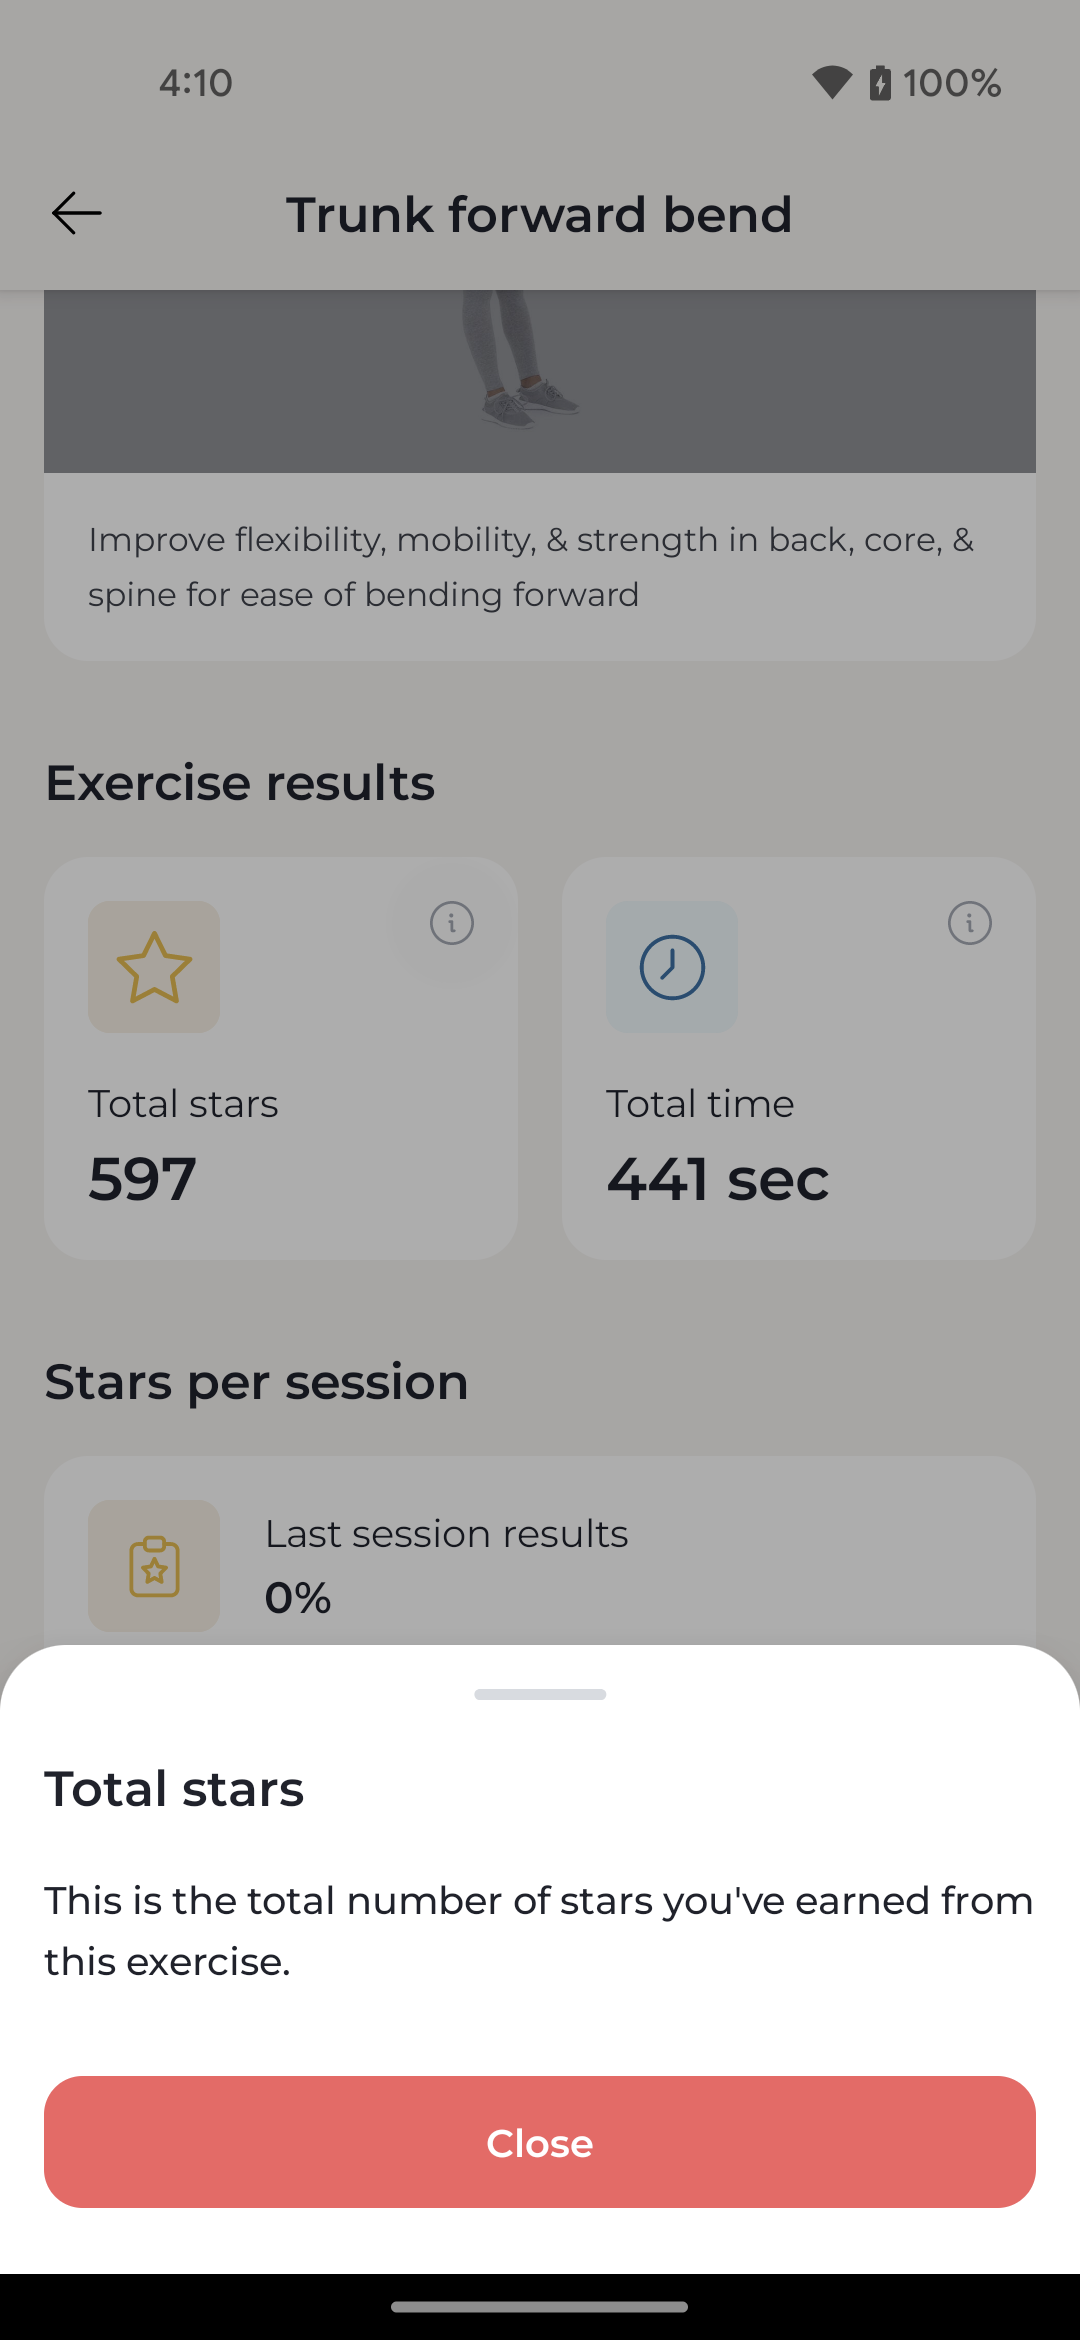 4:10
100%
Trunk forward bend
Improve flexibility, mobility, & strength in back, core, &
spine for ease of bending forward
Exercise results
Total stars
597
Total time
441 sec
Stars per session
Last session results
0%
Total stars
This is the total number of stars you've earned from
this exercise.
Close